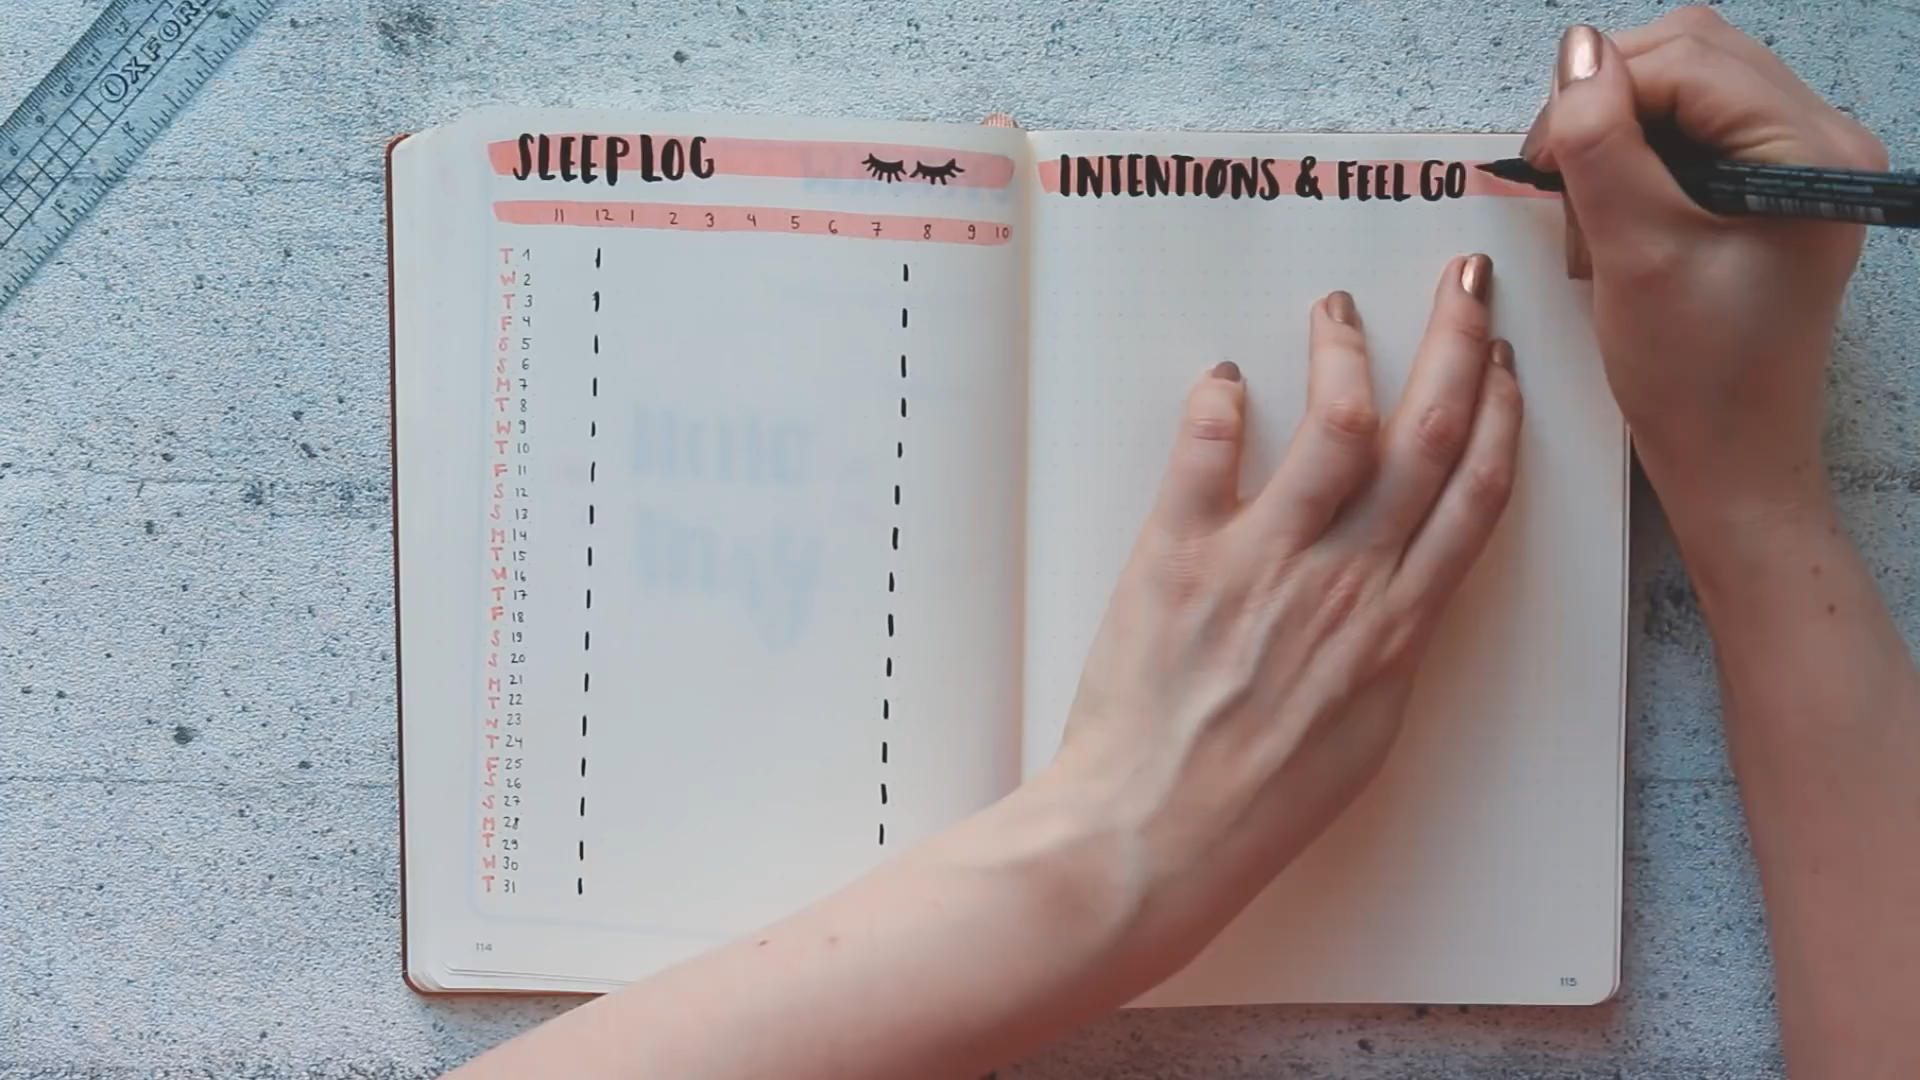 OXFORD
SLEEP LOG
11 12 1 2 3 4 5 6 7 8 9 10
T 1
W 2
T 3
F 4
S 5
S 6
M 7
T 8
W 9
T 10
F 11
S 12
S 13
M 14
T 15
W 16
T 17
F 18
S 19
S 20
M 21
T 22
W 23
T 24
F 25
S 26
S 27
M 28
T 29
W 30
T 31
114
INTENTIONS & FEEL GO
115